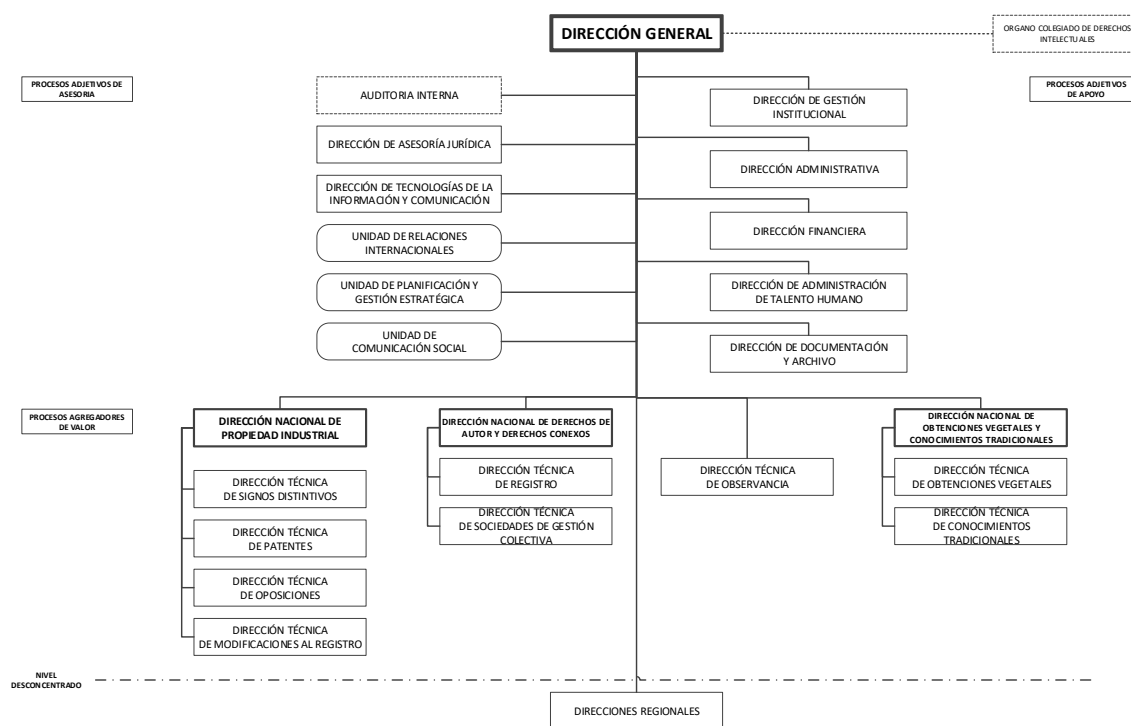 DIRECCIÓN GENERAL
ORGANO COLEGIADO DE DERECHOS
INTELECTUALES
PROCESOS ADJETIVOS DE
ASESORIA
PROCESOS ADJETIVOS
DE APOYO
AUDITORIA INTERNA
DIRECCIÓN DE ASESORÍA JURÍDICA
DIRECCIÓN DE TECNOLOGÍAS DE LA
INFORMACIÓN Y COMUNICACIÓN
UNIDAD DE RELACIONES
INTERNACIONALES
UNIDAD DE PLANIFICACIÓN Y
GESTIÓN ESTRATÉGICA
UNIDAD DE
COMUNICACIÓN SOCIAL
DIRECCIÓN DE GESTIÓN
INSTITUCIONAL
DIRECCIÓN ADMINISTRATIVA
DIRECCIÓN FINANCIERA
DIRECCIÓN DE ADMINISTRACIÓN
DE TALENTO HUMANO
DIRECCIÓN DE DOCUMENTACIÓN
Y ARCHIVO
PROCESOS AGREGADORES
DE VALOR
DIRECCIÓN NACIONAL DE
PROPIEDAD INDUSTRIAL
DIRECCIÓN TÉCNICA
DE SIGNOS DISTINTIVOS
DIRECCIÓN TÉCNICA
DE PATENTES
DIRECCIÓN TÉCNICA
DE OPOSICIONES
DIRECCIÓN TÉCNICA
DE MODIFICACIONES AL REGISTRO
DIRECCIÓN NACIONAL DE DERECHOS DE
AUTOR Y DERECHOS CONEXOS
DIRECCIÓN TÉCNICA
DE REGISTRO
DIRECCIÓN TÉCNICA
DE SOCIEDADES DE GESTIÓN
COLECTIVA
DIRECCIÓN TÉCNICA
DE OBSERVANCIA
DIRECCIÓN NACIONAL DE
OBTENCIONES VEGETALES Y
CONOCIMIENTOS TRADICIONALES
DIRECCIÓN TÉCNICA
DE OBTENCIONES VEGETALES
DIRECCIÓN TÉCNICA
DE CONOCIMIENTOS
TRADICIONALES
NIVEL
DESCONCENTRADO
DIRECCIONES REGIONALES